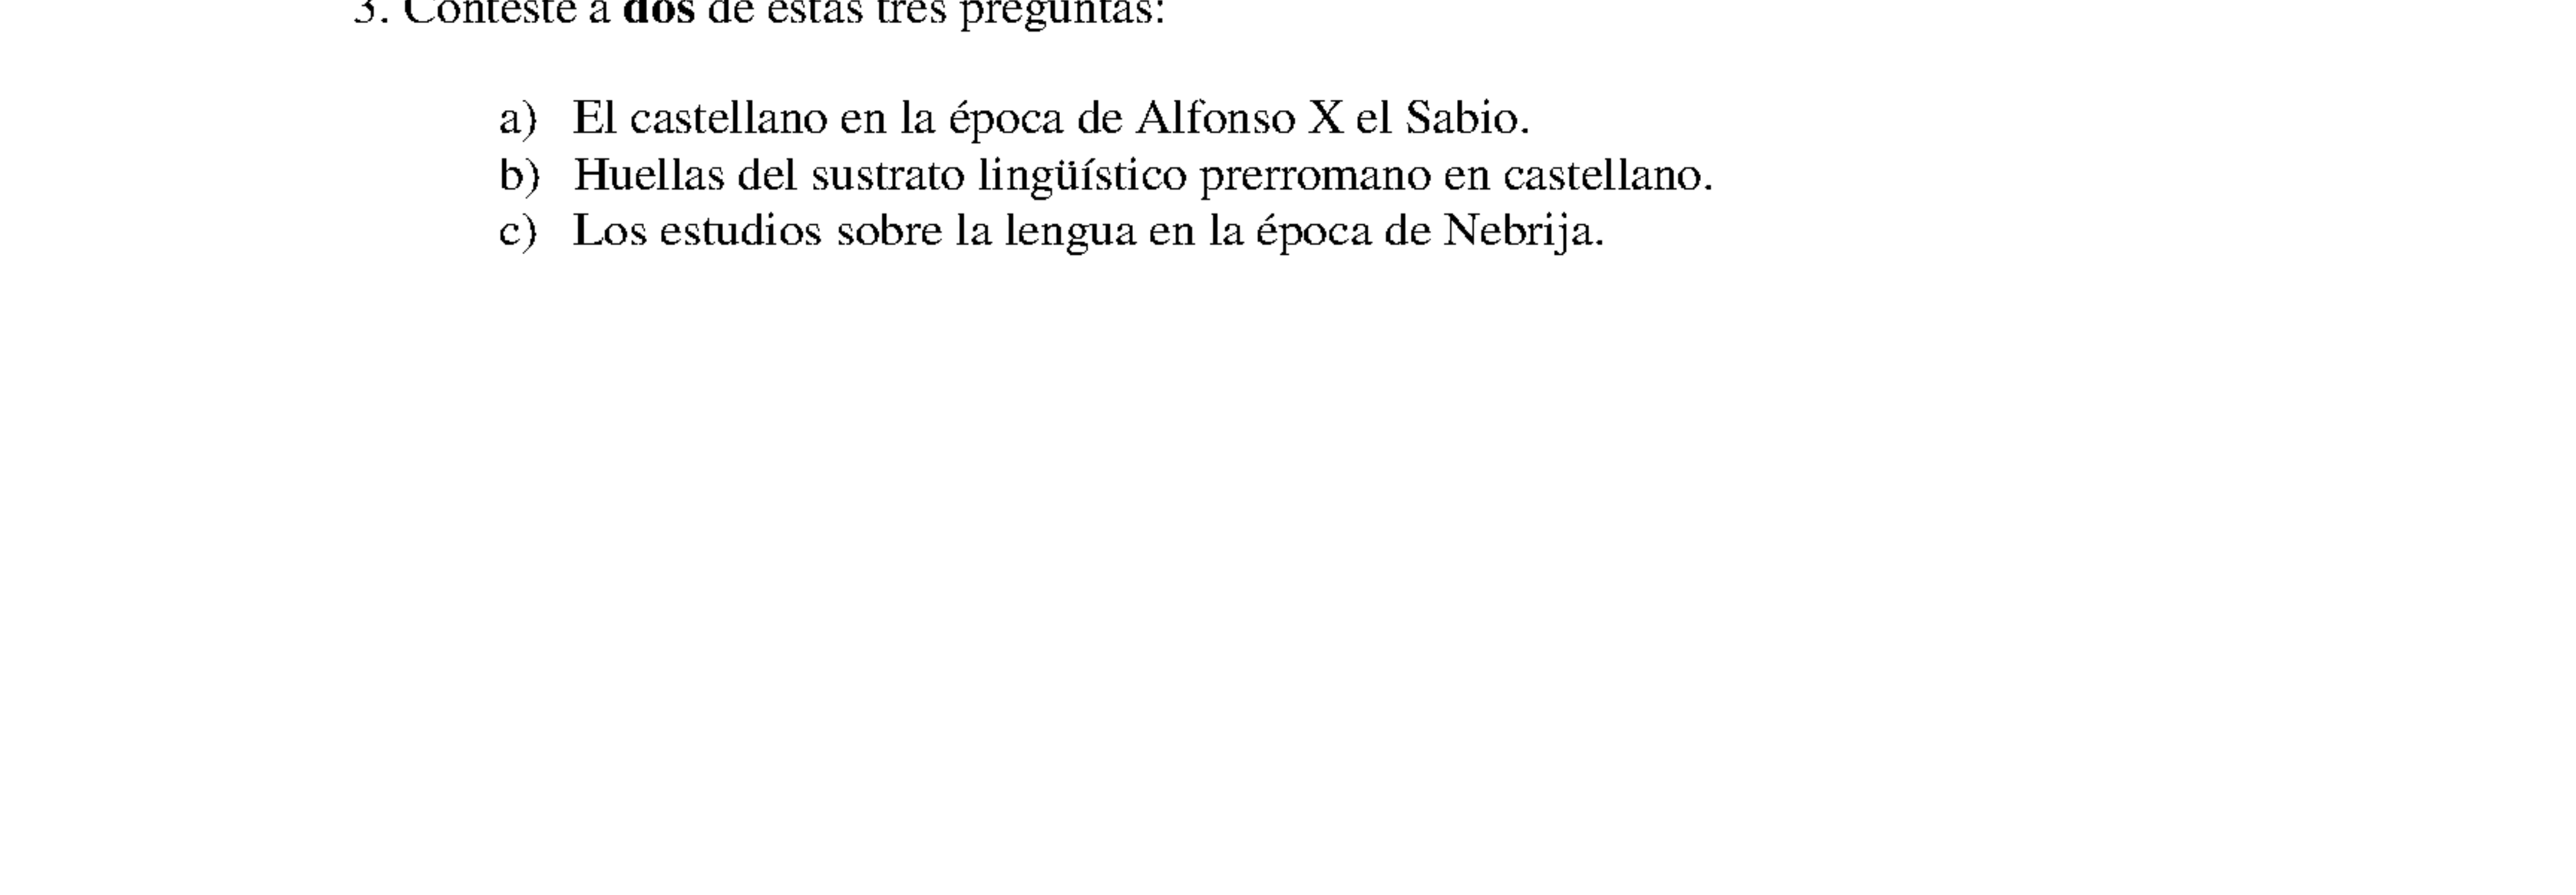 3. Conteste a dos de estas tres preguntas:
a) El castellano en la época de Alfonso X el Sabio.
b) Huellas del sustrato lingüístico prerromano en castellano.
c) Los estudios sobre la lengua en la época de Nebrija.